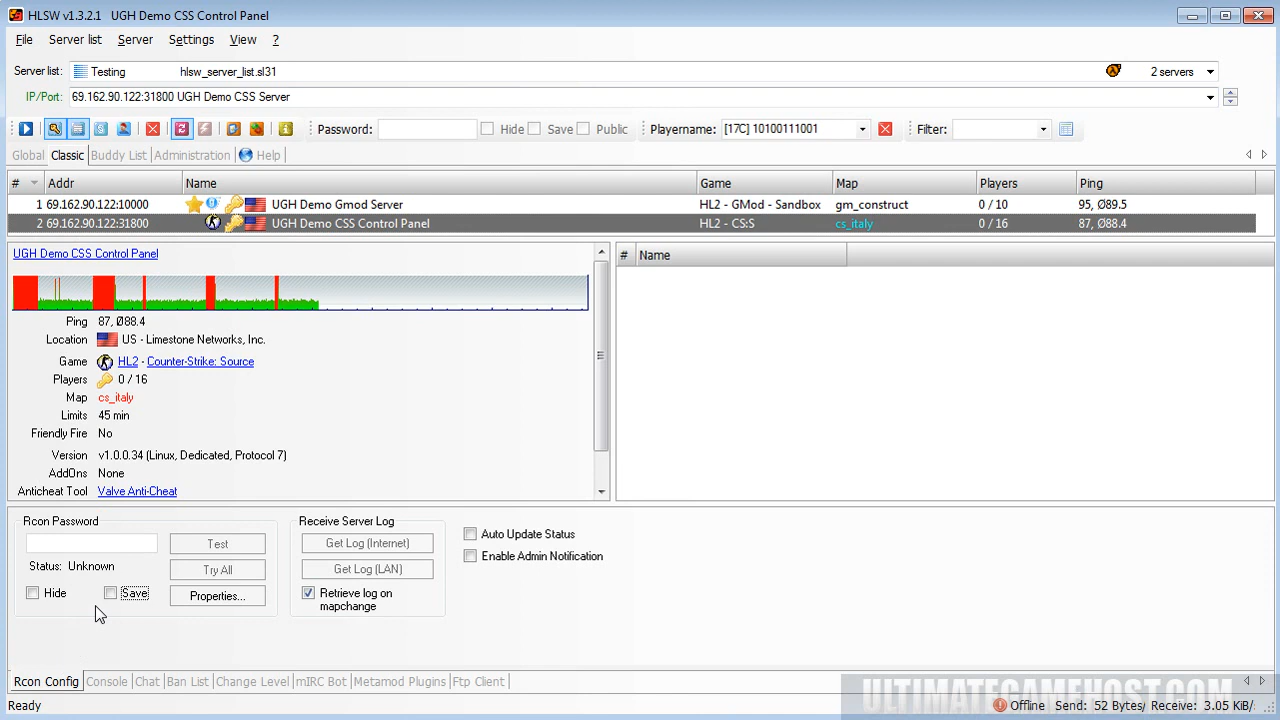 HLSW v1.3.2.1 UGH Demo CSS Control Panel
File Server list Server Settings View ?
Server list: Testing hlsw_server_list.sl31 2 servers
IP/Port: 69.162.90.122:31800 UGH Demo CSS Server
Password: Hide Save Public Playername: [17C] 10100111001 Filter:
Global Classic Buddy List Administration Help
# Addr Name Game Map Players Ping
1 69.162.90.122:10000 UGH Demo Gmod Server HL2 - GMod - Sandbox gm_construct 0 / 10 95, Ø89.5
2 69.162.90.122:31800 UGH Demo CSS Control Panel HL2 - CS:S cs_italy 0 / 16 87, Ø88.4
UGH Demo CSS Control Panel
Ping 87, Ø88.4
Location US - Limestone Networks, Inc.
Game HL2 - Counter-Strike: Source
Players 0 / 16
Map cs_italy
Limits 45 min
Friendly Fire No
Version v1.0.0.34 (Linux, Dedicated, Protocol 7)
AddOns None
Anticheat Tool Valve Anti-Cheat
# Name
Rcon Password
Test
Status: Unknown
Try All
Hide Save Properties...
Receive Server Log
Get Log (Internet)
Get Log (LAN)
Retrieve log on
mapchange
Auto Update Status
Enable Admin Notification
Rcon Config Console Chat Ban List Change Level mIRC Bot Metamod Plugins Ftp Client
ULTIMATEGAMEHOST.COM
Ready Offline Send: 52 Bytes/ Receive: 3.05 KiB/